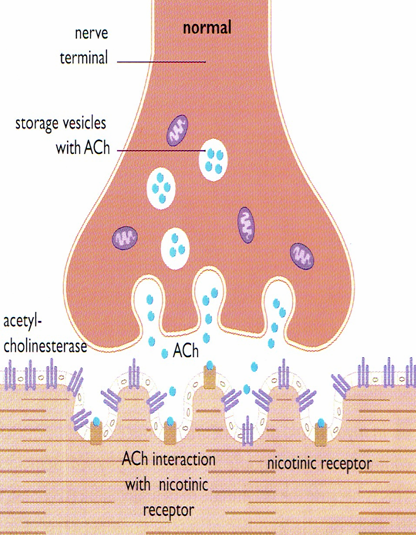 normal
nerve
terminal
storage vesicles
with ACh
acetyl-
cholinesterase
ACh
ACh interaction
with nicotinic
receptor
nicotinic receptor